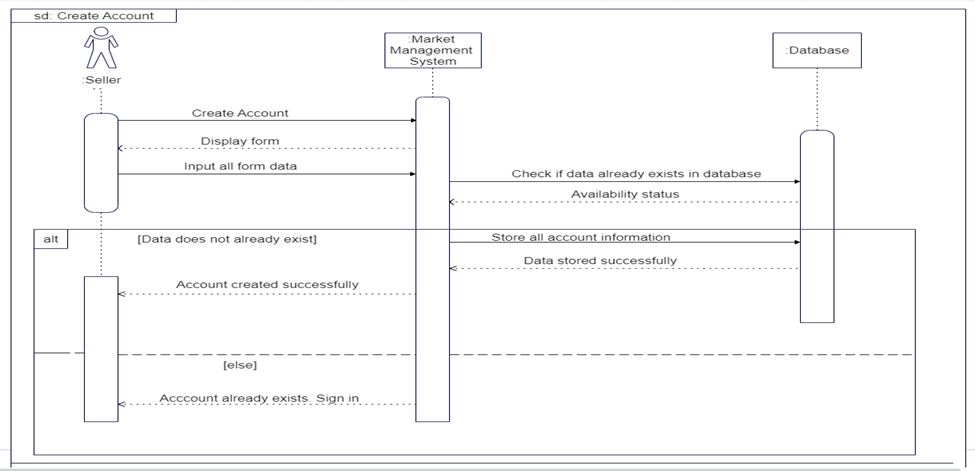 sd: Create Account
:Market
Management
System
:Database
:Seller
Create Account
Display form
Input all form data
Check if data already exists in database
Availability status
alt
[Data does not already exist]
Store all account information
Data stored successfully
Account created successfully
[else]
Acccount already exists. Sign in